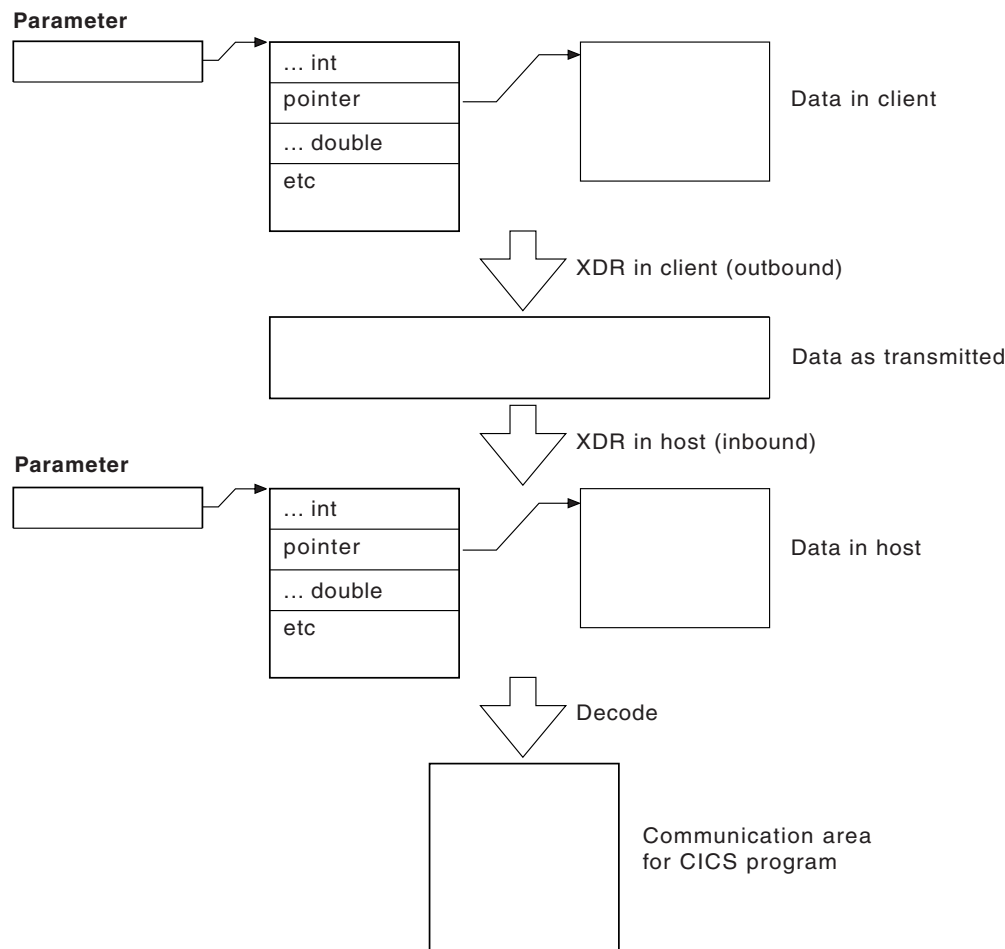 Parameter
... int
pointer
... double
etc
Data in client
XDR in client (outbound)
Data as transmitted
XDR in host (inbound)
Parameter
... int
pointer
... double
etc
Data in host
Decode
Communication area
for CICS program